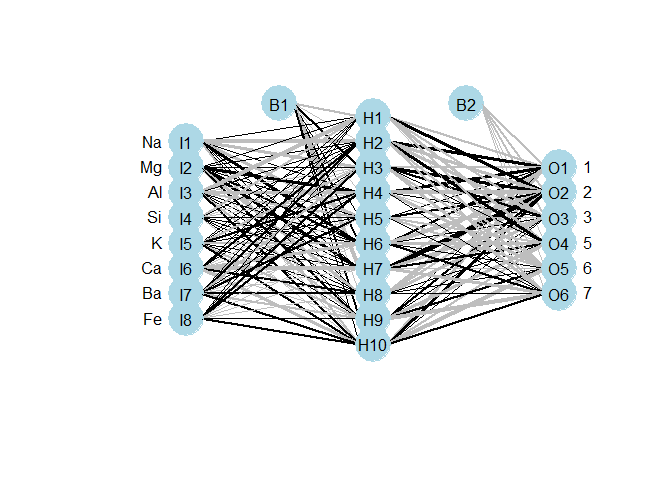 B1 B2
H1
Na I1 H2
Mg I2 H3 O1 1
Al I3 H4 O2 2
Si I4 H5 O3 3
K I5 H6 O4 5
Ca I6 H7 O5 6
Ba I7 H8 O6 7
Fe I8 H9
H10